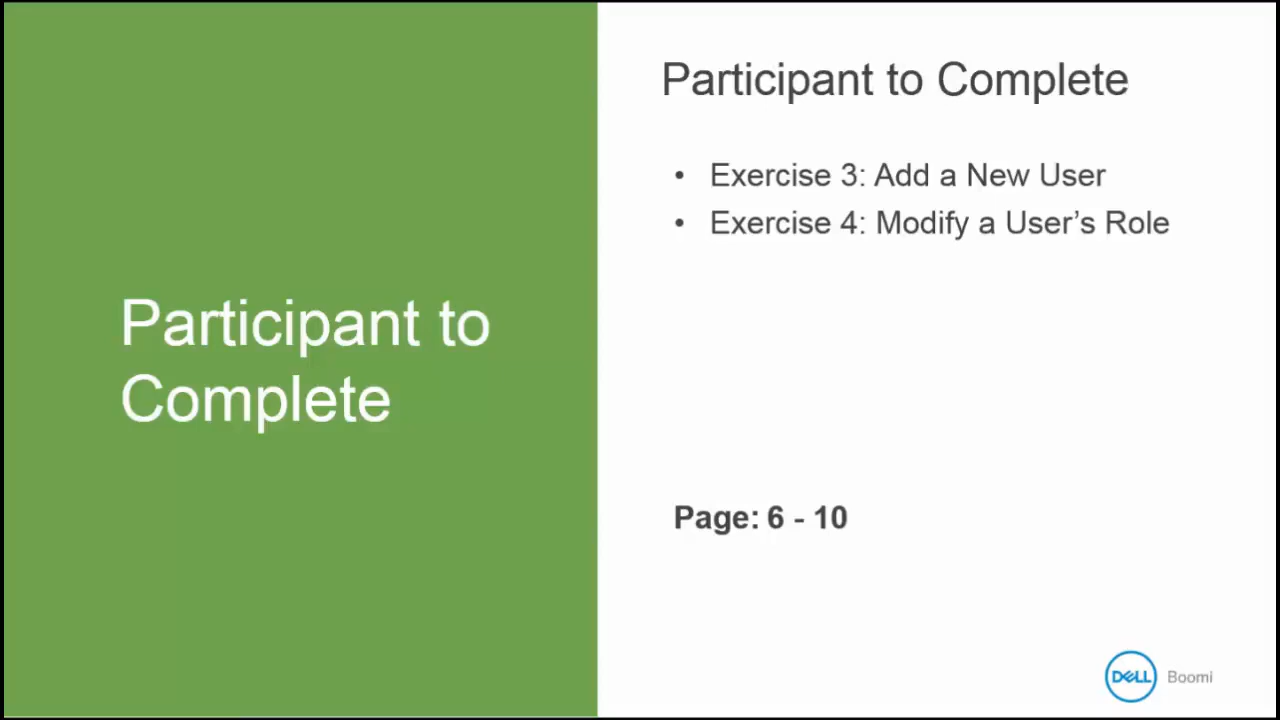 Participant to
Complete
Participant to Complete
• Exercise 3: Add a New User
• Exercise 4: Modify a User’s Role
Page: 6 - 10
DELL Boomi